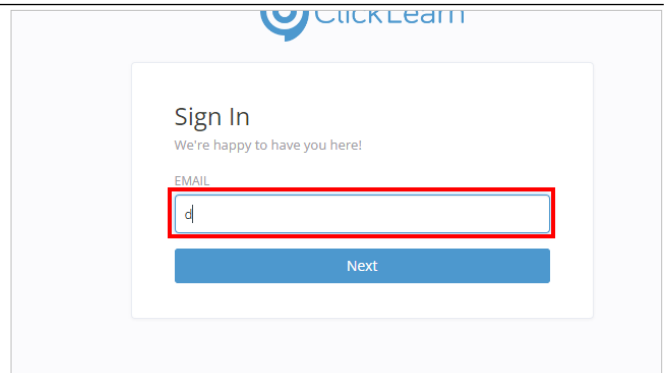 ClickLearn
Sign In
We're happy to have you here!
EMAIL
d
Next